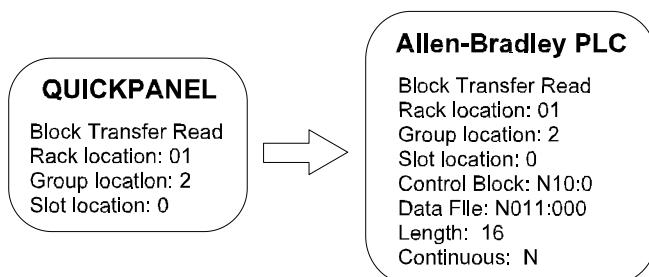 QUICKPANEL
Block Transfer Read
Rack location: 01
Group location: 2
Slot location: 0
Allen-Bradley PLC
Block Transfer Read
Rack location: 01
Group location: 2
Slot location: 0
Control Block: N10:0
Data FIle: N011:000
Length: 16
Continuous: N